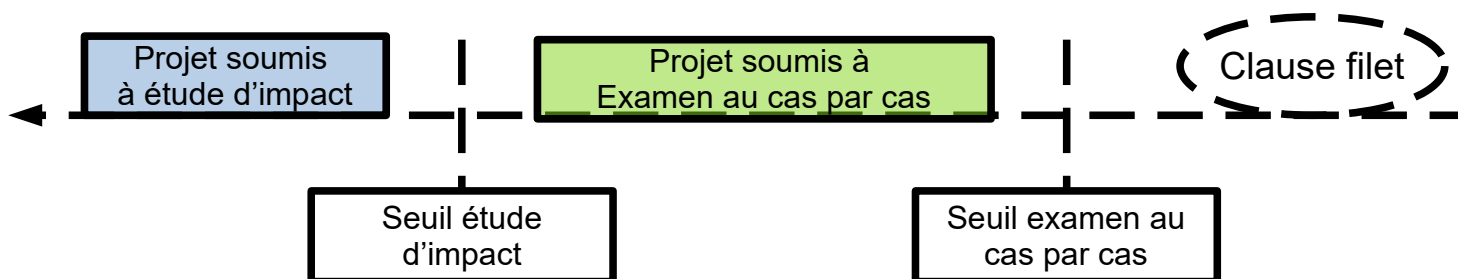 Projet soumis
à étude d'impact
Projet soumis à
Examen au cas par cas
Clause filet
Seuil étude
d'impact
Seuil examen au
cas par cas